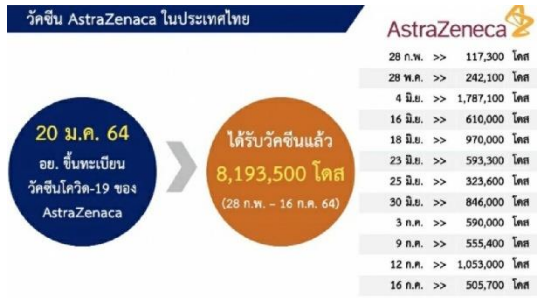 วัคซีน AstraZenaca ในประเทศไทย
AstraZeneca
20 ม.ค. 64
อย. ขึ้นทะเบียน
วัคซีนโควิด-19 ของ
AstraZenaca
ได้รับวัคซีนแล้ว
8,193,500 โดส
(28 ก.พ. – 16 ก.ค. 64)
28 ก.พ. >> 117,300 โดส
28 พ.ค. >> 242,100 โดส
4 มิ.ย. >> 1,787,100 โดส
16 มิ.ย. >> 610,000 โดส
18 มิ.ย. >> 970,000 โดส
23 มิ.ย. >> 593,300 โดส
25 มิ.ย. >> 323,600 โดส
30 มิ.ย. >> 846,000 โดส
3 ก.ค. >> 590,000 โดส
9 ก.ค. >> 555,400 โดส
12 ก.ค. >> 1,053,000 โดส
16 ก.ค. >> 505,700 โดส